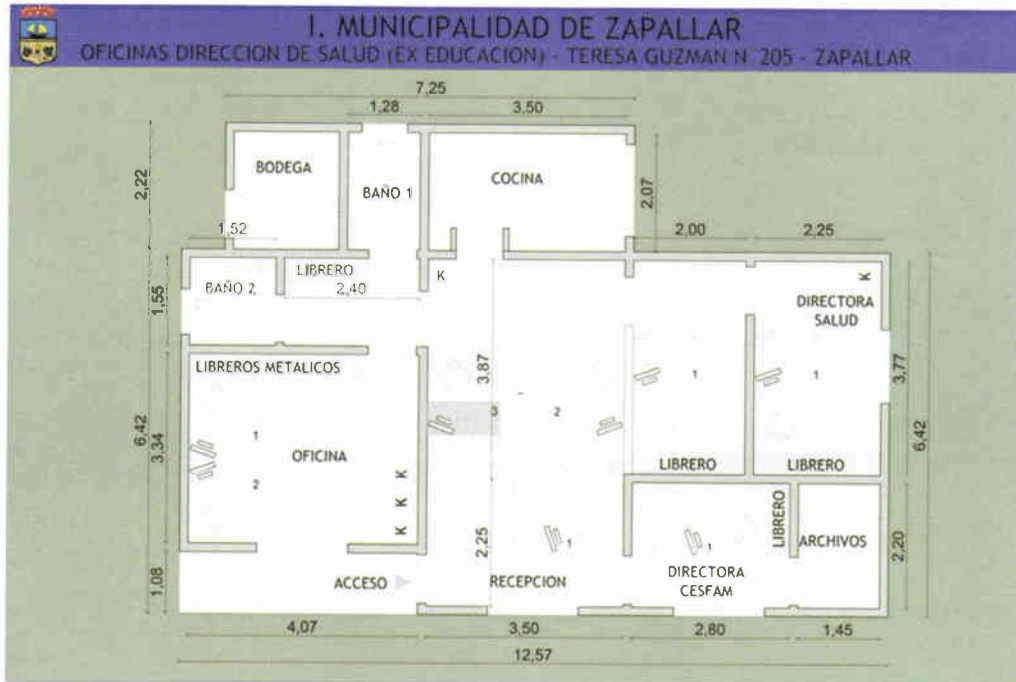 I. MUNICIPALIDAD DE ZAPALLAR
OFICINAS DIRECCION DE SALUD (EX EDUCACION) - TERESA GUZMAN N 205 - ZAPALLAR
7,25
1,28
3,50
2,22
BODEGA
BAÑO 1
COCINA
2,07
1,52
2,00
2,25
BAÑO 2
LIBRERO
2,40
K
K
DIRECTORA
SALUD
1,55
LIBREROS METALICOS
3,87
1
1
3,77
6,42
3,34
1
2
OFICINA
3
2
6,42
K
K
K
LIBRERO
LIBRERO
2,25
1
1
LIBRERO
ARCHIVOS
2,20
1,08
ACCESO
RECEPCION
DIRECTORA
CESFAM
4,07
3,50
2,80
1,45
12,57